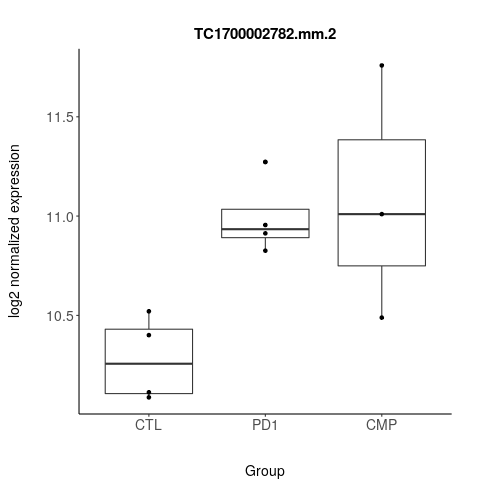 TC1700002782.mm.2
log2 normalized expression
11.5
11.0
10.5
CTL PD1 CMP
Group